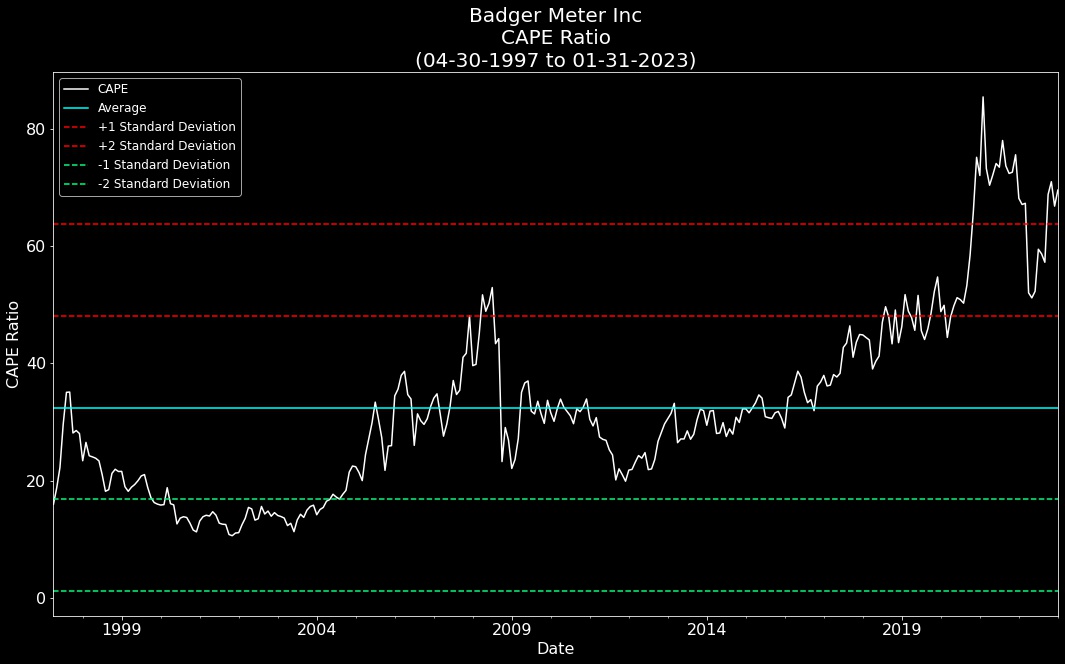 Badger Meter Inc
CAPE Ratio
(04-30-1997 to 01-31-2023)
CAPE
Average
+1 Standard Deviation
+2 Standard Deviation
-1 Standard Deviation
-2 Standard Deviation
CAPE Ratio
80
60
40
20
0
1999
2004
2009
2014
2019
Date